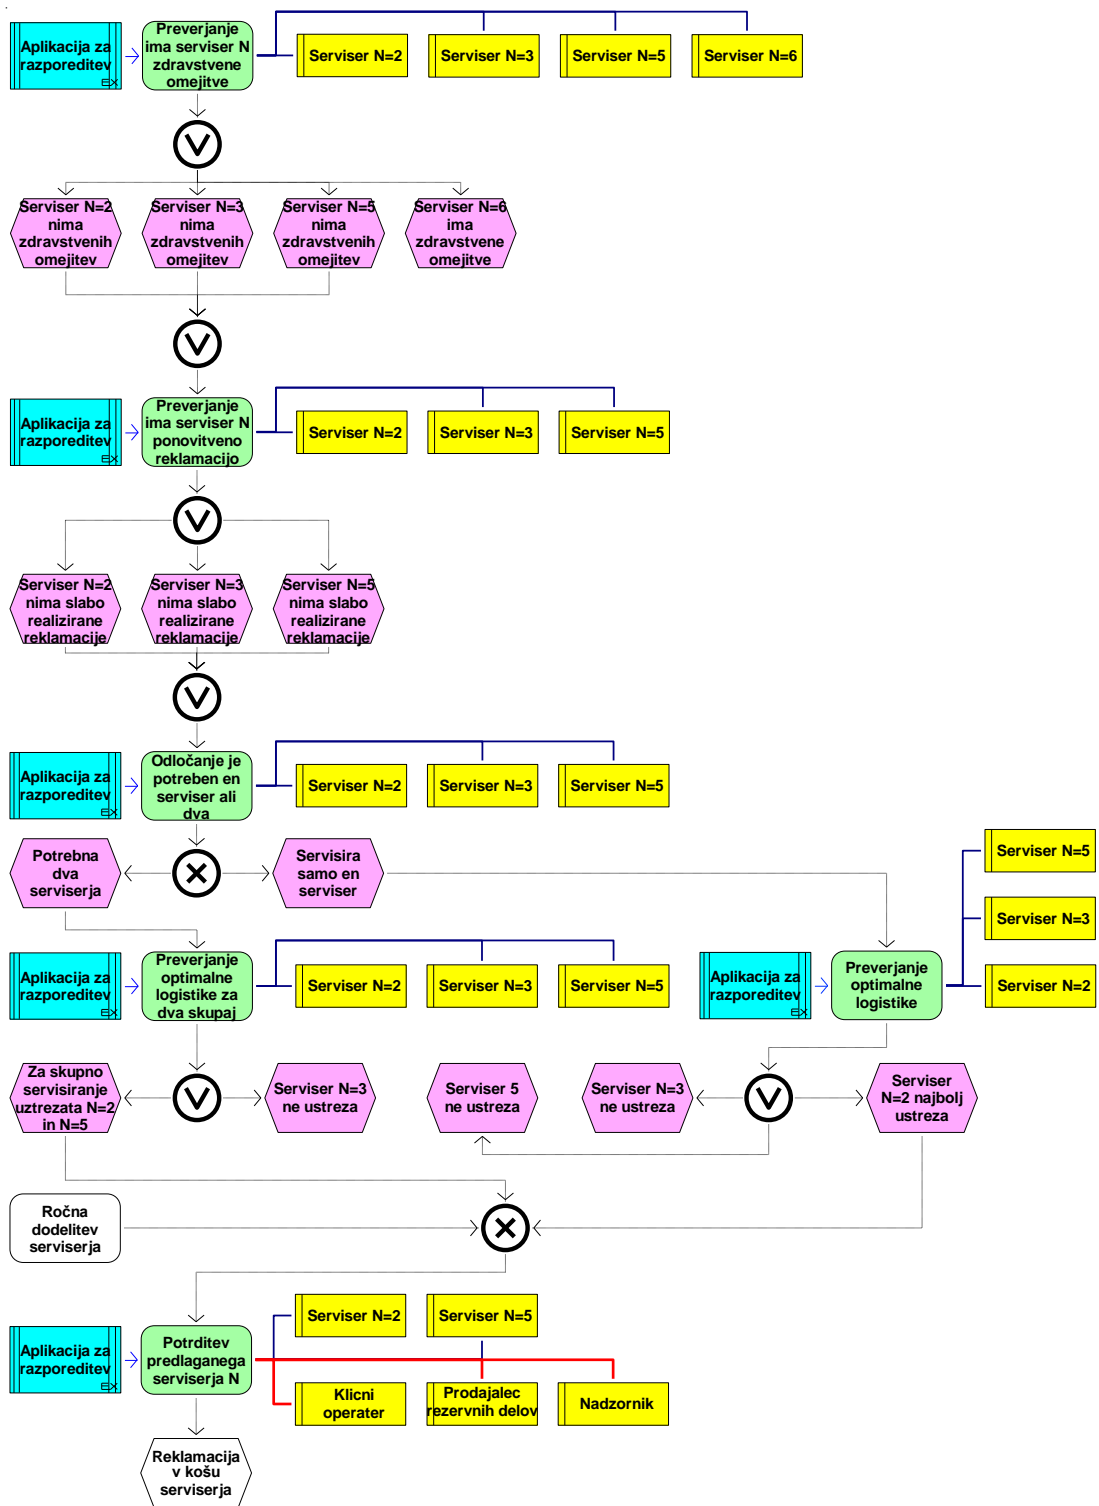 Aplikacija za
razporeditev
Preverjanje
ima serviser N
zdravstvene
omejitve
Serviser N=2
Serviser N=3
Serviser N=5
Serviser N=6
Serviser N=2
nima
zdravstvenih
omejitev
Serviser N=3
nima
zdravstvenih
omejitev
Serviser N=5
nima
zdravstvenih
omejitev
Serviser N=6
ima
zdravstvene
omejitve
Aplikacija za
razporeditev
Preverjanje
ima serviser N
ponovitveno
reklamacijo
Serviser N=2
Serviser N=3
Serviser N=5
Serviser N=2
nima slabo
realizirane
reklamacije
Serviser N=3
nima slabo
realizirane
reklamacije
Serviser N=5
nima slabo
realizirane
reklamacije
Aplikacija za
razporeditev
Odločanje je
potreben en
serviser ali
dva
Serviser N=2
Serviser N=3
Serviser N=5
Potrebna
dva
serviserja
Servisira
samo en
serviser
Serviser N=5
Serviser N=3
Serviser N=2
Aplikacija za
razporeditev
Preverjanje
optimalne
logistike za
dva skupaj
Serviser N=2
Serviser N=3
Serviser N=5
Aplikacija za
razporeditev
Preverjanje
optimalne
logistike
Za skupno
servisiranje
uztrezata N=2
in N=5
Serviser N=3
ne ustreza
Serviser 5
ne ustreza
Serviser N=3
ne ustreza
Serviser
N=2 najbolj
ustreza
Ročna
dodelitev
serviserja
Aplikacija za
razporeditev
Potrditev
predlaganega
serviserja N
Serviser N=2
Serviser N=5
Klicni
operater
Prodajalec
rezervnih delov
Nadzornik
Reklamacija
v košu
serviserja